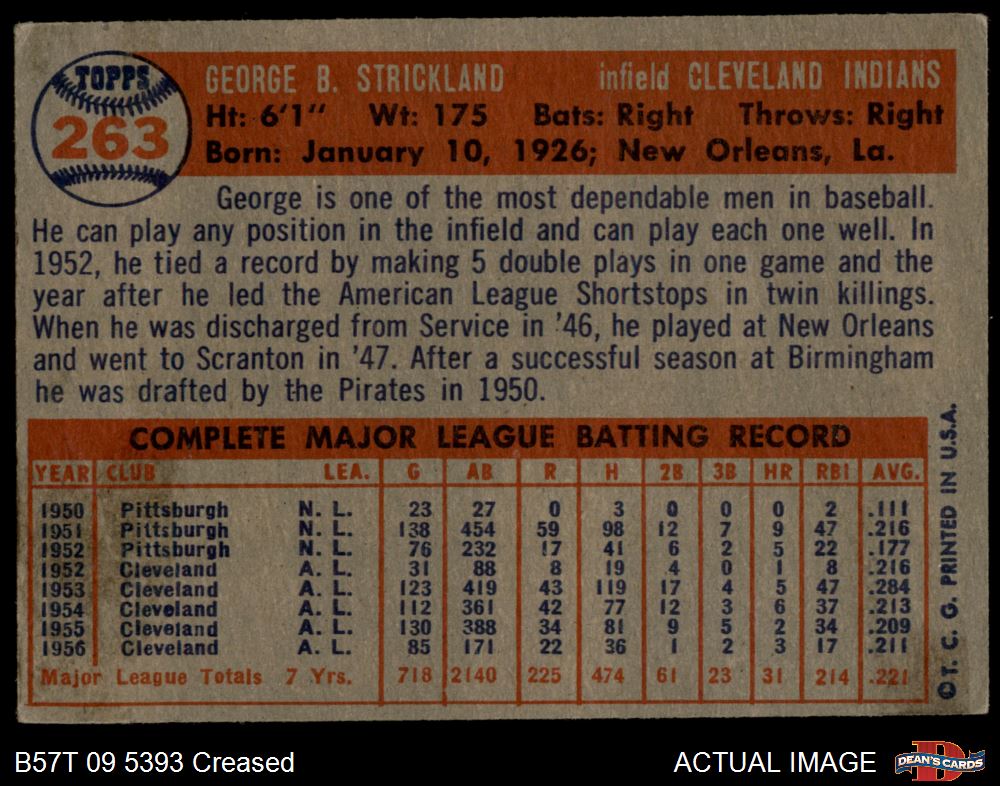 TOPPS
263
GEORGE B. STRICKLAND infield CLEVELAND INDIANS
Ht: 6'1" Wt: 175 Bats: Right Throws: Right
Born: January 10, 1926; New Orleans, La.
George is one of the most dependable men in baseball.
He can play any position in the infield and can play each one well. In
1952, he tied a record by making 5 double plays in one game and the
year after he led the American League Shortstops in twin killings.
When he was discharged from Service in '46, he played at New Orleans
and went to Scranton in '47. After a successful season at Birmingham
he was drafted by the Pirates in 1950.
COMPLETE MAJOR LEAGUE BATTING RECORD
YEAR CLUB LEA. G AB R H 2B 3B HR RBI AVG.
1950 Pittsburgh N. L. 23 27 0 3 0 0 0 2 .111
1951 Pittsburgh N. L. 138 454 59 98 12 7 9 47 .216
1952 Pittsburgh N. L. 76 232 17 41 6 2 5 22 .177
1952 Cleveland A. L. 31 88 8 19 4 0 1 8 .216
1953 Cleveland A. L. 123 419 43 119 17 4 5 47 .284
1954 Cleveland A. L. 112 361 42 77 12 3 6 37 .213
1955 Cleveland A. L. 130 388 34 81 9 5 2 34 .209
1956 Cleveland A. L. 85 171 22 36 1 2 3 17 .211
Major League Totals 7 Yrs. 718 2140 225 474 61 23 31 214 .221
©T. C. G. PRINTED IN U.S.A.
B57T 09 5393 Creased
ACTUAL IMAGE
DEAN'S CARDS